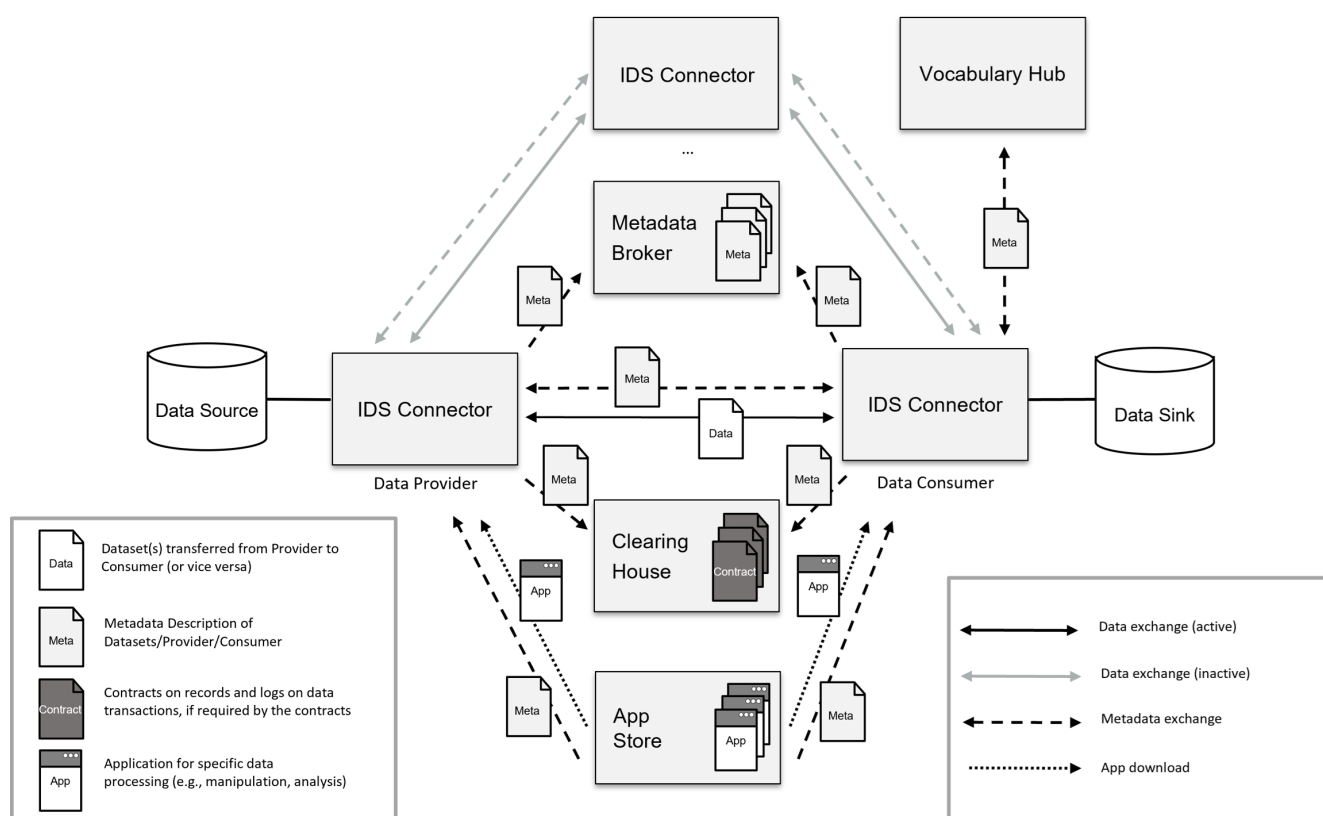 IDS Connector
Vocabulary Hub
...
Metadata
Broker
Meta
Meta
Meta
Meta
Data Source
IDS Connector
Meta
Data
IDS Connector
Data Sink
Data Provider
Meta
Meta
Data Consumer
Clearing
House
Contract
App
App
Meta
App
Store
App
Meta
Data
Dataset(s) transferred from Provider to
Consumer (or vice versa)
Meta
Metadata Description of
Datasets/Provider/Consumer
Contract
Contracts on records and logs on data
transactions, if required by the contracts
App
Application for specific data
processing (e.g., manipulation, analysis)
Data exchange (active)
Data exchange (inactive)
Metadata exchange
App download